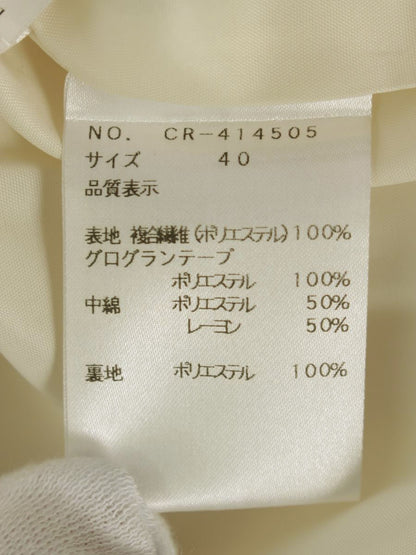 NO. CR-414505
サイズ 40
品質表示
表地 複合繊維(ポリエステル)100%
グログランテープ
ポリエステル 100%
中綿 ポリエステル 50%
レーヨン 50%
裏地 ポリエステル 100%